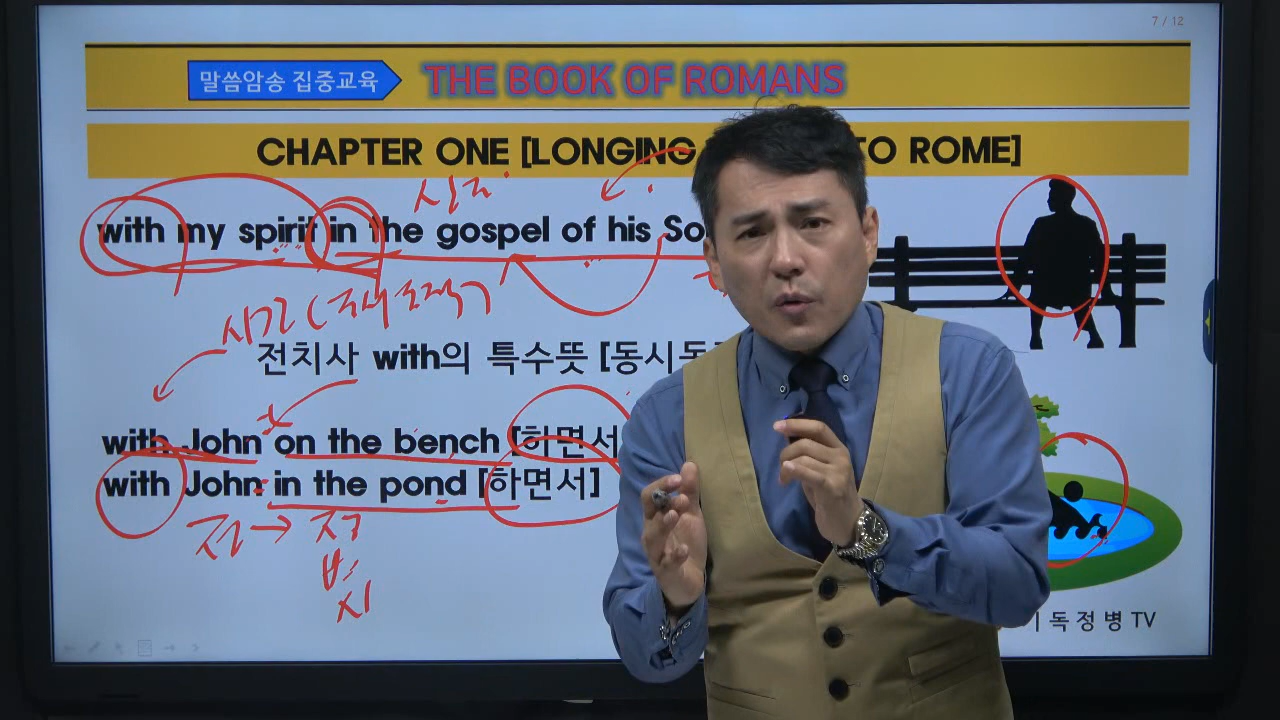 7 / 12
말씀암송 집중교육 THE BOOK OF ROMANS
CHAPTER ONE [LONGING TO ROME]
with my spirit in the gospel of his So
전치사 with의 특수뜻 [동시동
with John on the bench [하면서
with John in the pond [하면서]
독정병TV